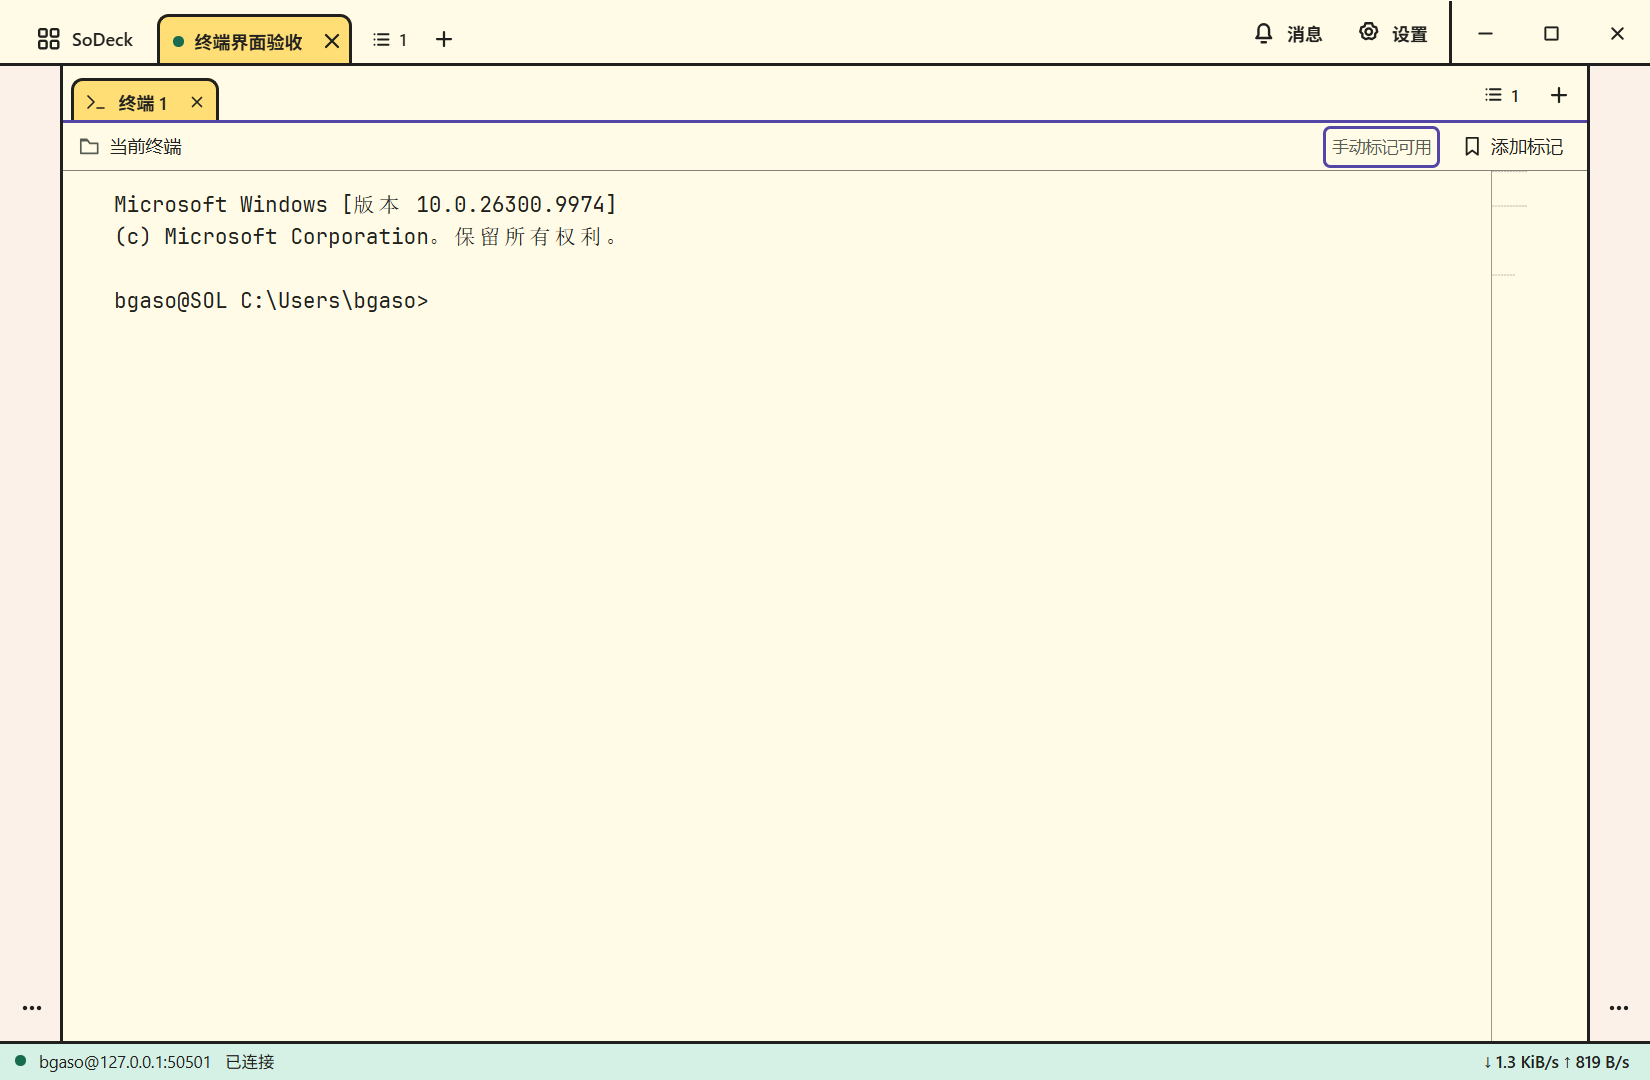 SoDeck
终端界面验收
1
消息
设置
终端 1
1
当前终端
手动标记可用
添加标记
Microsoft Windows [版本 10.0.26300.9974]
(c) Microsoft Corporation。保留所有权利。
bgaso@SOL C:\Users\bgaso>
bgaso@127.0.0.1:50501 已连接
↓ 1.3 KiB/s ↑ 819 B/s